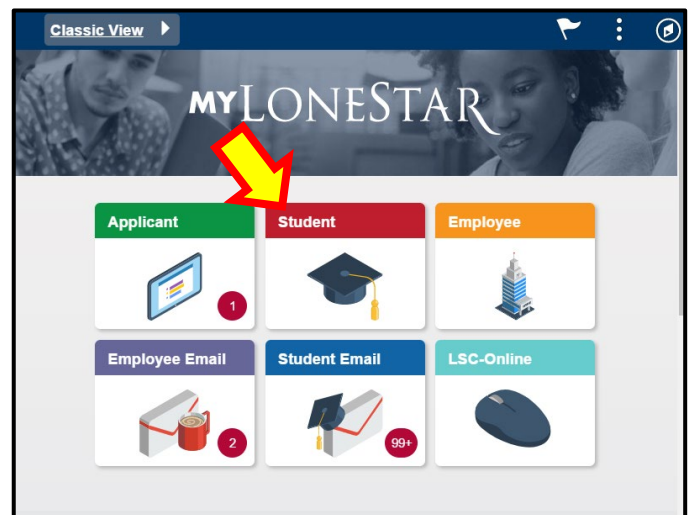 Classic View
MYLONESTAR
Applicant
Student
Employee
1
Employee Email
Student Email
LSC-Online
2
99+